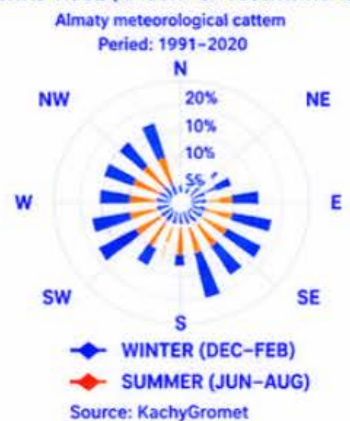 Almaty meteorological cattern
Peried: 1991–2020
N
NW
NE
20%
10%
10%
W
E
SW
SE
S
WINTER (DEC–FEB)
SUMMER (JUN–AUG)
Source: KachyGromet